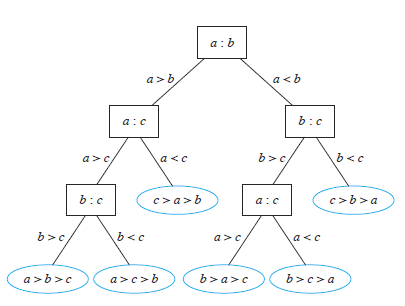 a : b
a > b
a < b
a : c
b : c
a > c
a < c
b > c
b < c
b : c
c > a > b
a : c
c > b > a
b > c
b < c
a > c
a < c
a > b > c
a > c > b
b > a > c
b > c > a